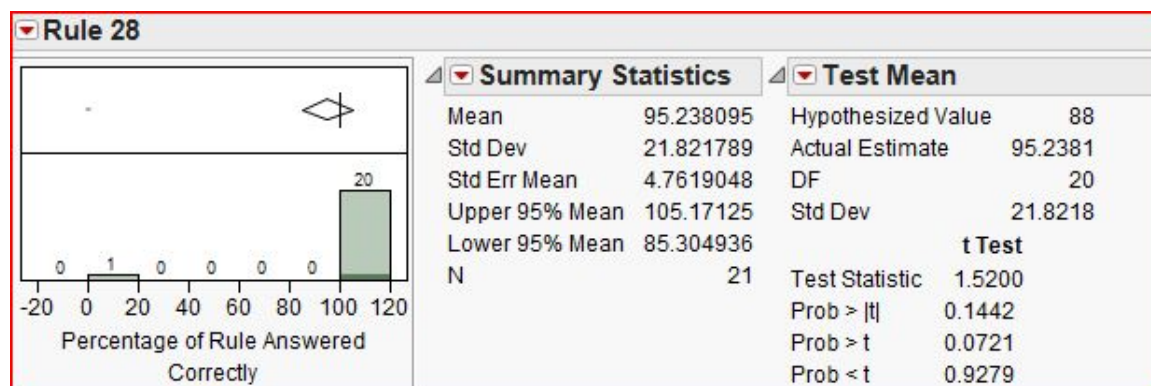 Rule 28
20
0 1 0 0 0 0
-20 0 20 40 60 80 100 120
Percentage of Rule Answered
Correctly
Summary Statistics
Mean 95.238095
Std Dev 21.821789
Std Err Mean 4.7619048
Upper 95% Mean 105.17125
Lower 95% Mean 85.304936
N 21
Test Mean
Hypothesized Value 88
Actual Estimate 95.2381
DF 20
Std Dev 21.8218
t Test
Test Statistic 1.5200
Prob > |t| 0.1442
Prob > t 0.0721
Prob < t 0.9279